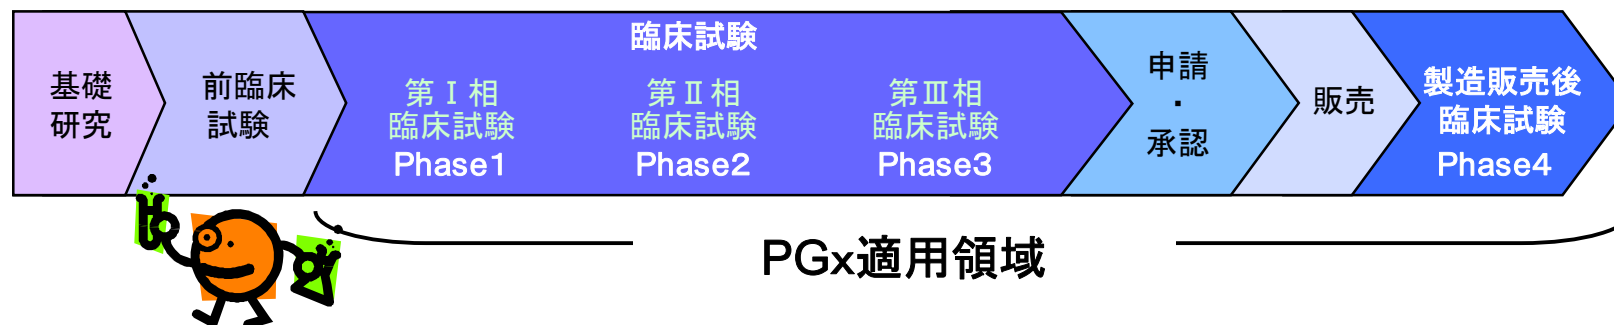 基礎
研究
前臨床
試験
臨床試験
第Ⅰ相
臨床試験
Phase1
第Ⅱ相
臨床試験
Phase2
第Ⅲ相
臨床試験
Phase3
申請
・
承認
販売
製造販売後
臨床試験
Phase4
PGx適用領域